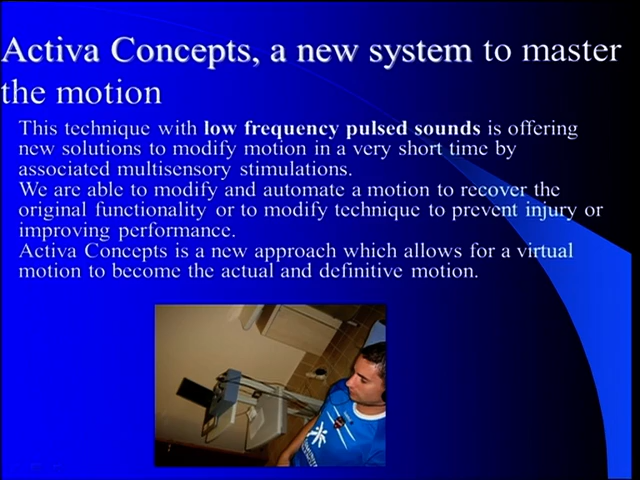 Activa Concepts, a new system to master
the motion
This technique with low frequency pulsed sounds is offering
new solutions to modify motion in a very short time by
associated multisensory stimulations.
We are able to modify and automate a motion to recover the
original functionality or to modify technique to prevent injury or
improving performance.
Activa Concepts is a new approach which allows for a virtual
motion to become the actual and definitive motion.